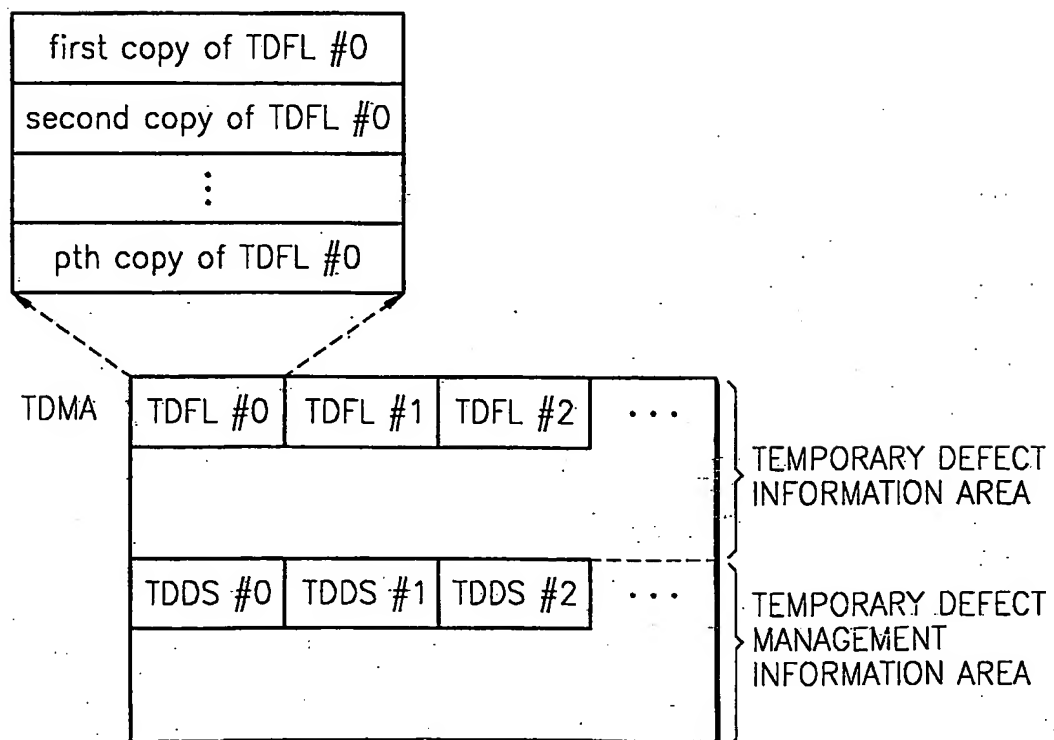 first copy of TDFL #0
second copy of TDFL #0
⋮
pth copy of TDFL #0
TDMA
TDFL #0 TDFL #1 TDFL #2 ···
TEMPORARY DEFECT
INFORMATION AREA
TDDS #0 TDDS #1 TDDS #2 ···
TEMPORARY DEFECT
MANAGEMENT
INFORMATION AREA